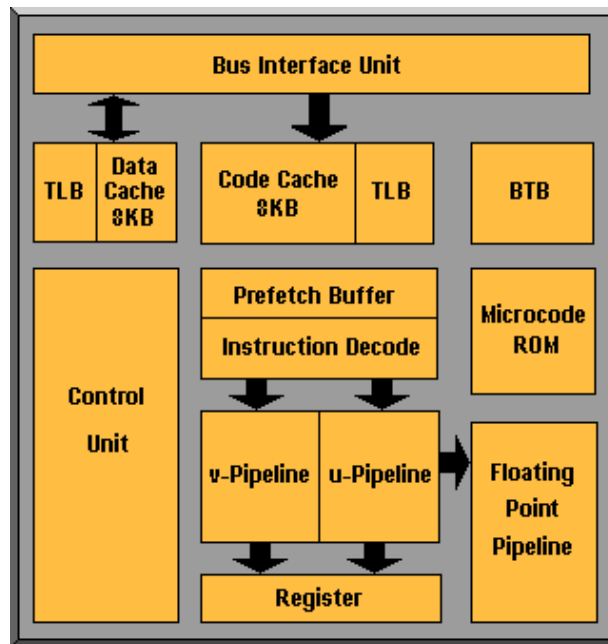 Bus Interface Unit
TLB
Data
Cache
8KB
Code Cache
8KB
TLB
BTB
Prefetch Buffer
Instruction Decode
Microcode
ROM
Control
Unit
v-Pipeline
u-Pipeline
Floating
Point
Pipeline
Register